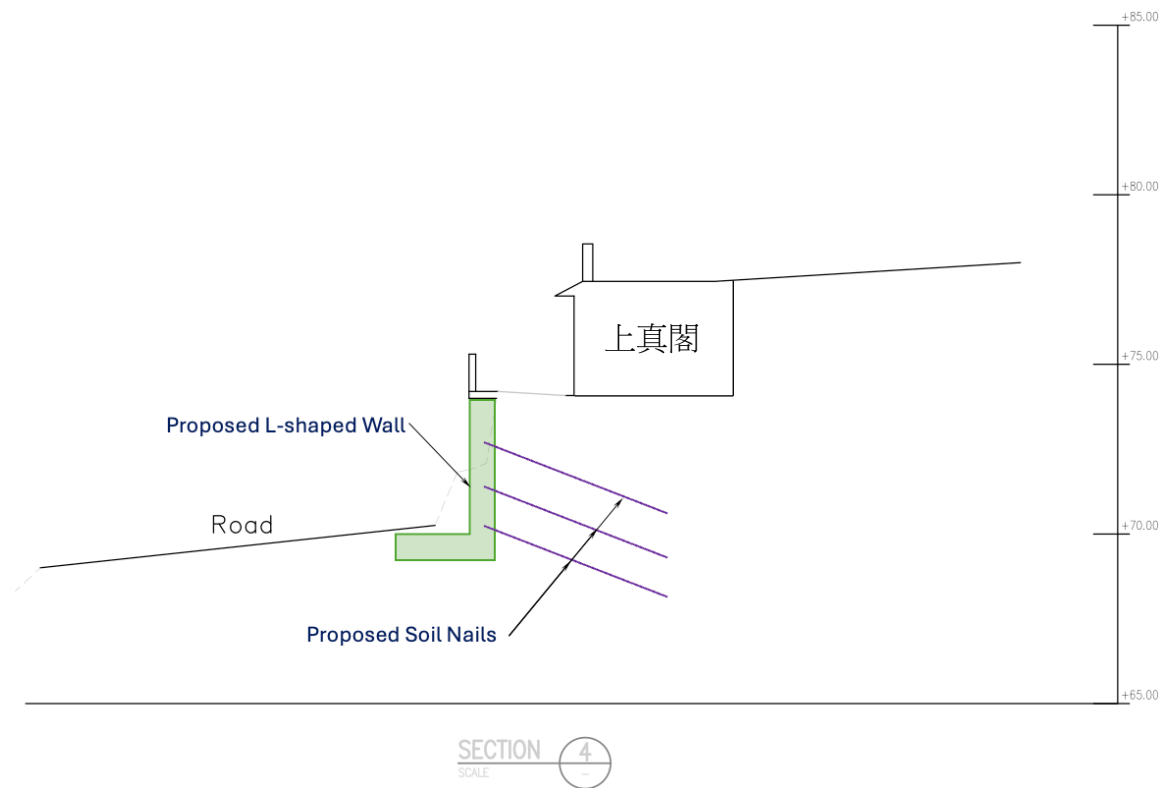 +85.00
+80.00
上真閣
+75.00
Proposed L-shaped Wall
Road
+70.00
Proposed Soil Nails
+65.00
SECTION 4
SCALE –